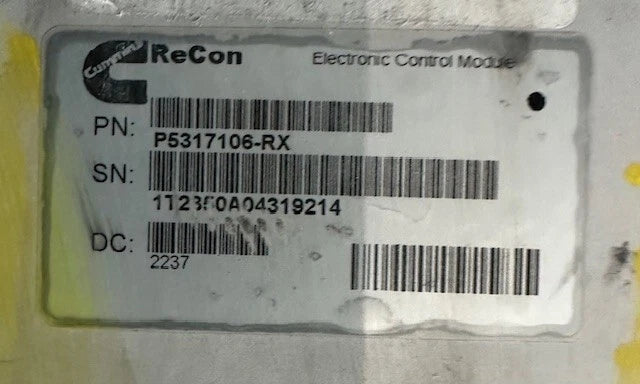 Cummins ReCon Electronic Control Module
PN:
P5317106-RX
SN:
DC:
2237